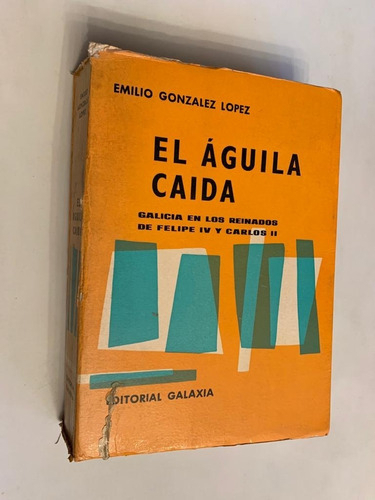 EMILIO GONZALEZ LOPEZ
EL ÁGUILA
CAIDA
GALICIA EN LOS REINADOS
DE FELIPE IV Y CARLOS II
EDITORIAL GALAXIA